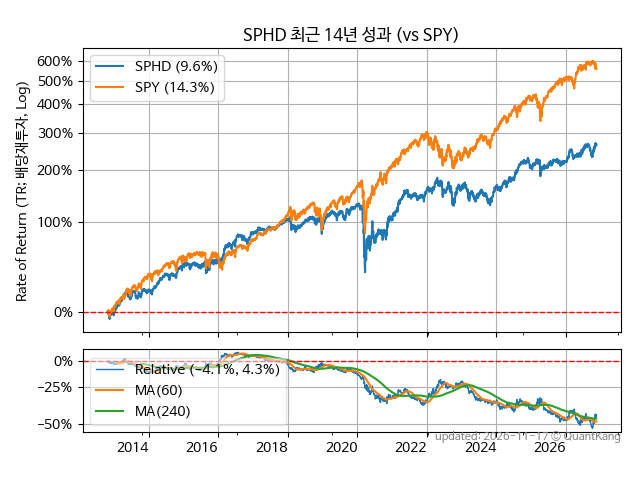 SPHD 최근 14년 성과 (vs SPY)
Rate of Return (TR: 배당재투자, Log)
600%
500%
400%
300%
200%
100%
0%
SPHD (9.6%)
SPY (14.3%)
0%
−25%
−50%
Relative (−4.1%, 4.3%)
MA(60)
MA(240)
2014
2016
2018
2020
2022
2024
2026
updated: 2026-11-17 © QuantKang